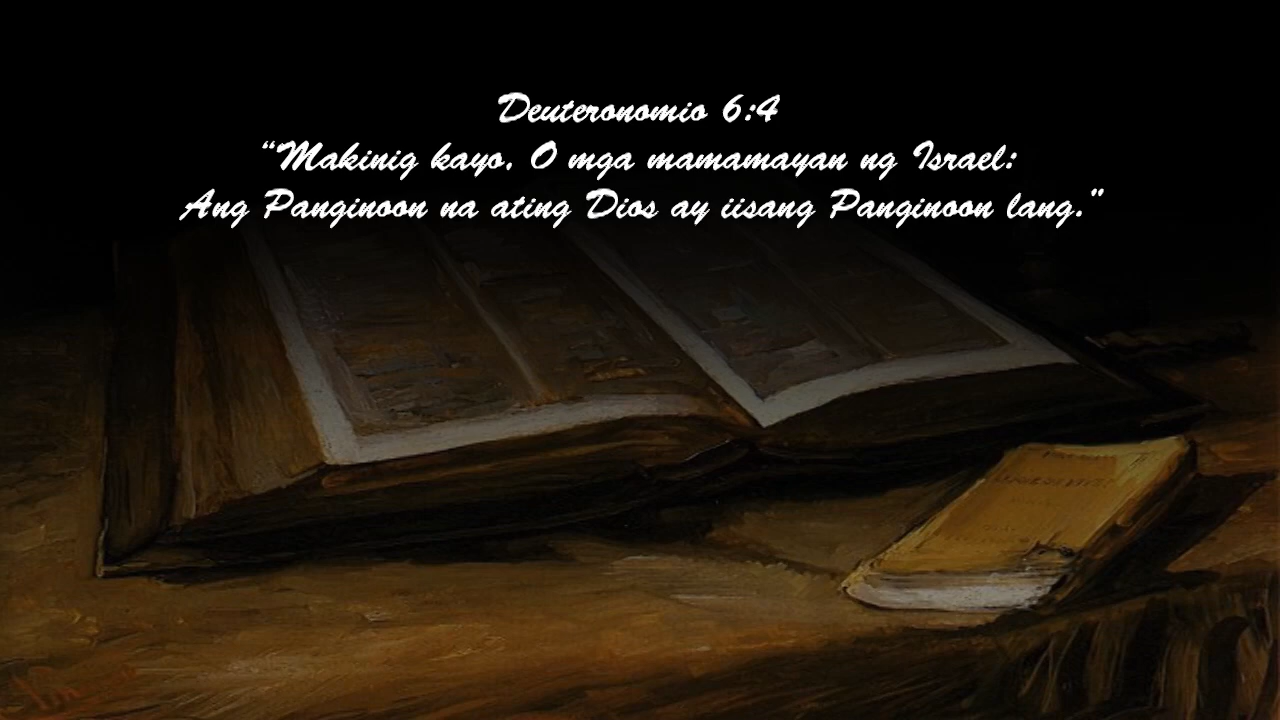 Deuteronomio 6:4
“Makinig kayo, O mga mamamayan ng Israel:
Ang Panginoon na ating Dios ay iisang Panginoon lang.”